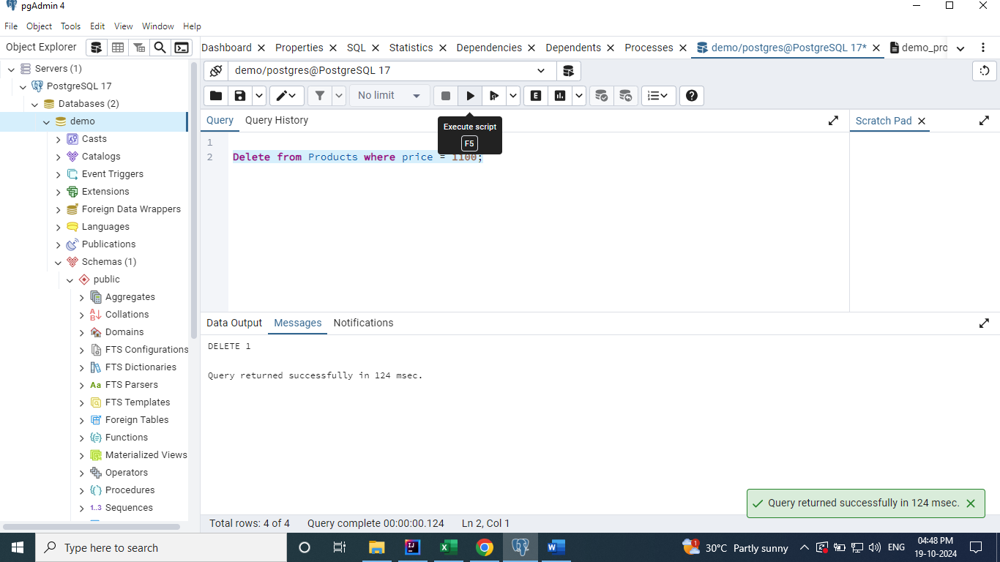 pgAdmin 4
File Object Tools Edit View Window Help
Object Explorer
Dashboard Properties SQL Statistics Dependencies Dependents Processes demo/postgres@PostgreSQL 17* demo_pro
Servers (1)
PostgreSQL 17
Databases (2)
demo
Casts
Catalogs
Event Triggers
Extensions
Foreign Data Wrappers
Languages
Publications
Schemas (1)
public
Aggregates
Collations
Domains
FTS Configurations
FTS Dictionaries
Aa FTS Parsers
FTS Templates
Foreign Tables
Functions
Materialized Views
Operators
Procedures
1..3 Sequences
demo/postgres@PostgreSQL 17
No limit
E
Query Query History
Scratch Pad
Execute script
F5
1
2 Delete from Products where price = 1100;
Data Output Messages Notifications
DELETE 1
Query returned successfully in 124 msec.
Query returned successfully in 124 msec.
Total rows: 4 of 4 Query complete 00:00:00.124 Ln 2, Col 1
Type here to search
1 30°C Partly sunny ENG
04:48 PM
19-10-2024